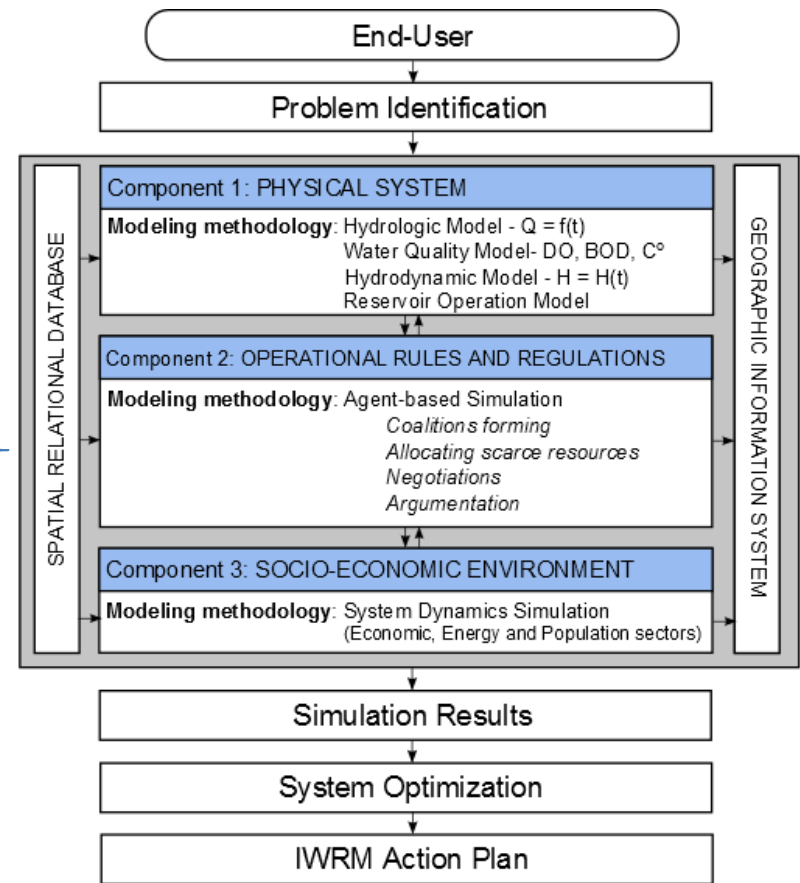 End-User
Problem Identification
SPATIAL RELATIONAL DATABASE
Component 1: PHYSICAL SYSTEM
Modeling methodology: Hydrologic Model - Q = f(t)
Water Quality Model- DO, BOD, Cº
Hydrodynamic Model - H = H(t)
Reservoir Operation Model
Component 2: OPERATIONAL RULES AND REGULATIONS
Modeling methodology: Agent-based Simulation
Coalitions forming
Allocating scarce resources
Negotiations
Argumentation
Component 3: SOCIO-ECONOMIC ENVIRONMENT
Modeling methodology: System Dynamics Simulation
(Economic, Energy and Population sectors)
GEOGRAPHIC INFORMATION SYSTEM
Simulation Results
System Optimization
IWRM Action Plan